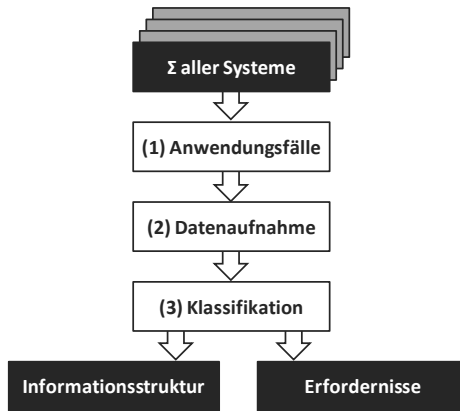 Σ aller Systeme
(1) Anwendungsfälle
(2) Datenaufnahme
(3) Klassifikation
Informationsstruktur
Erfordernisse